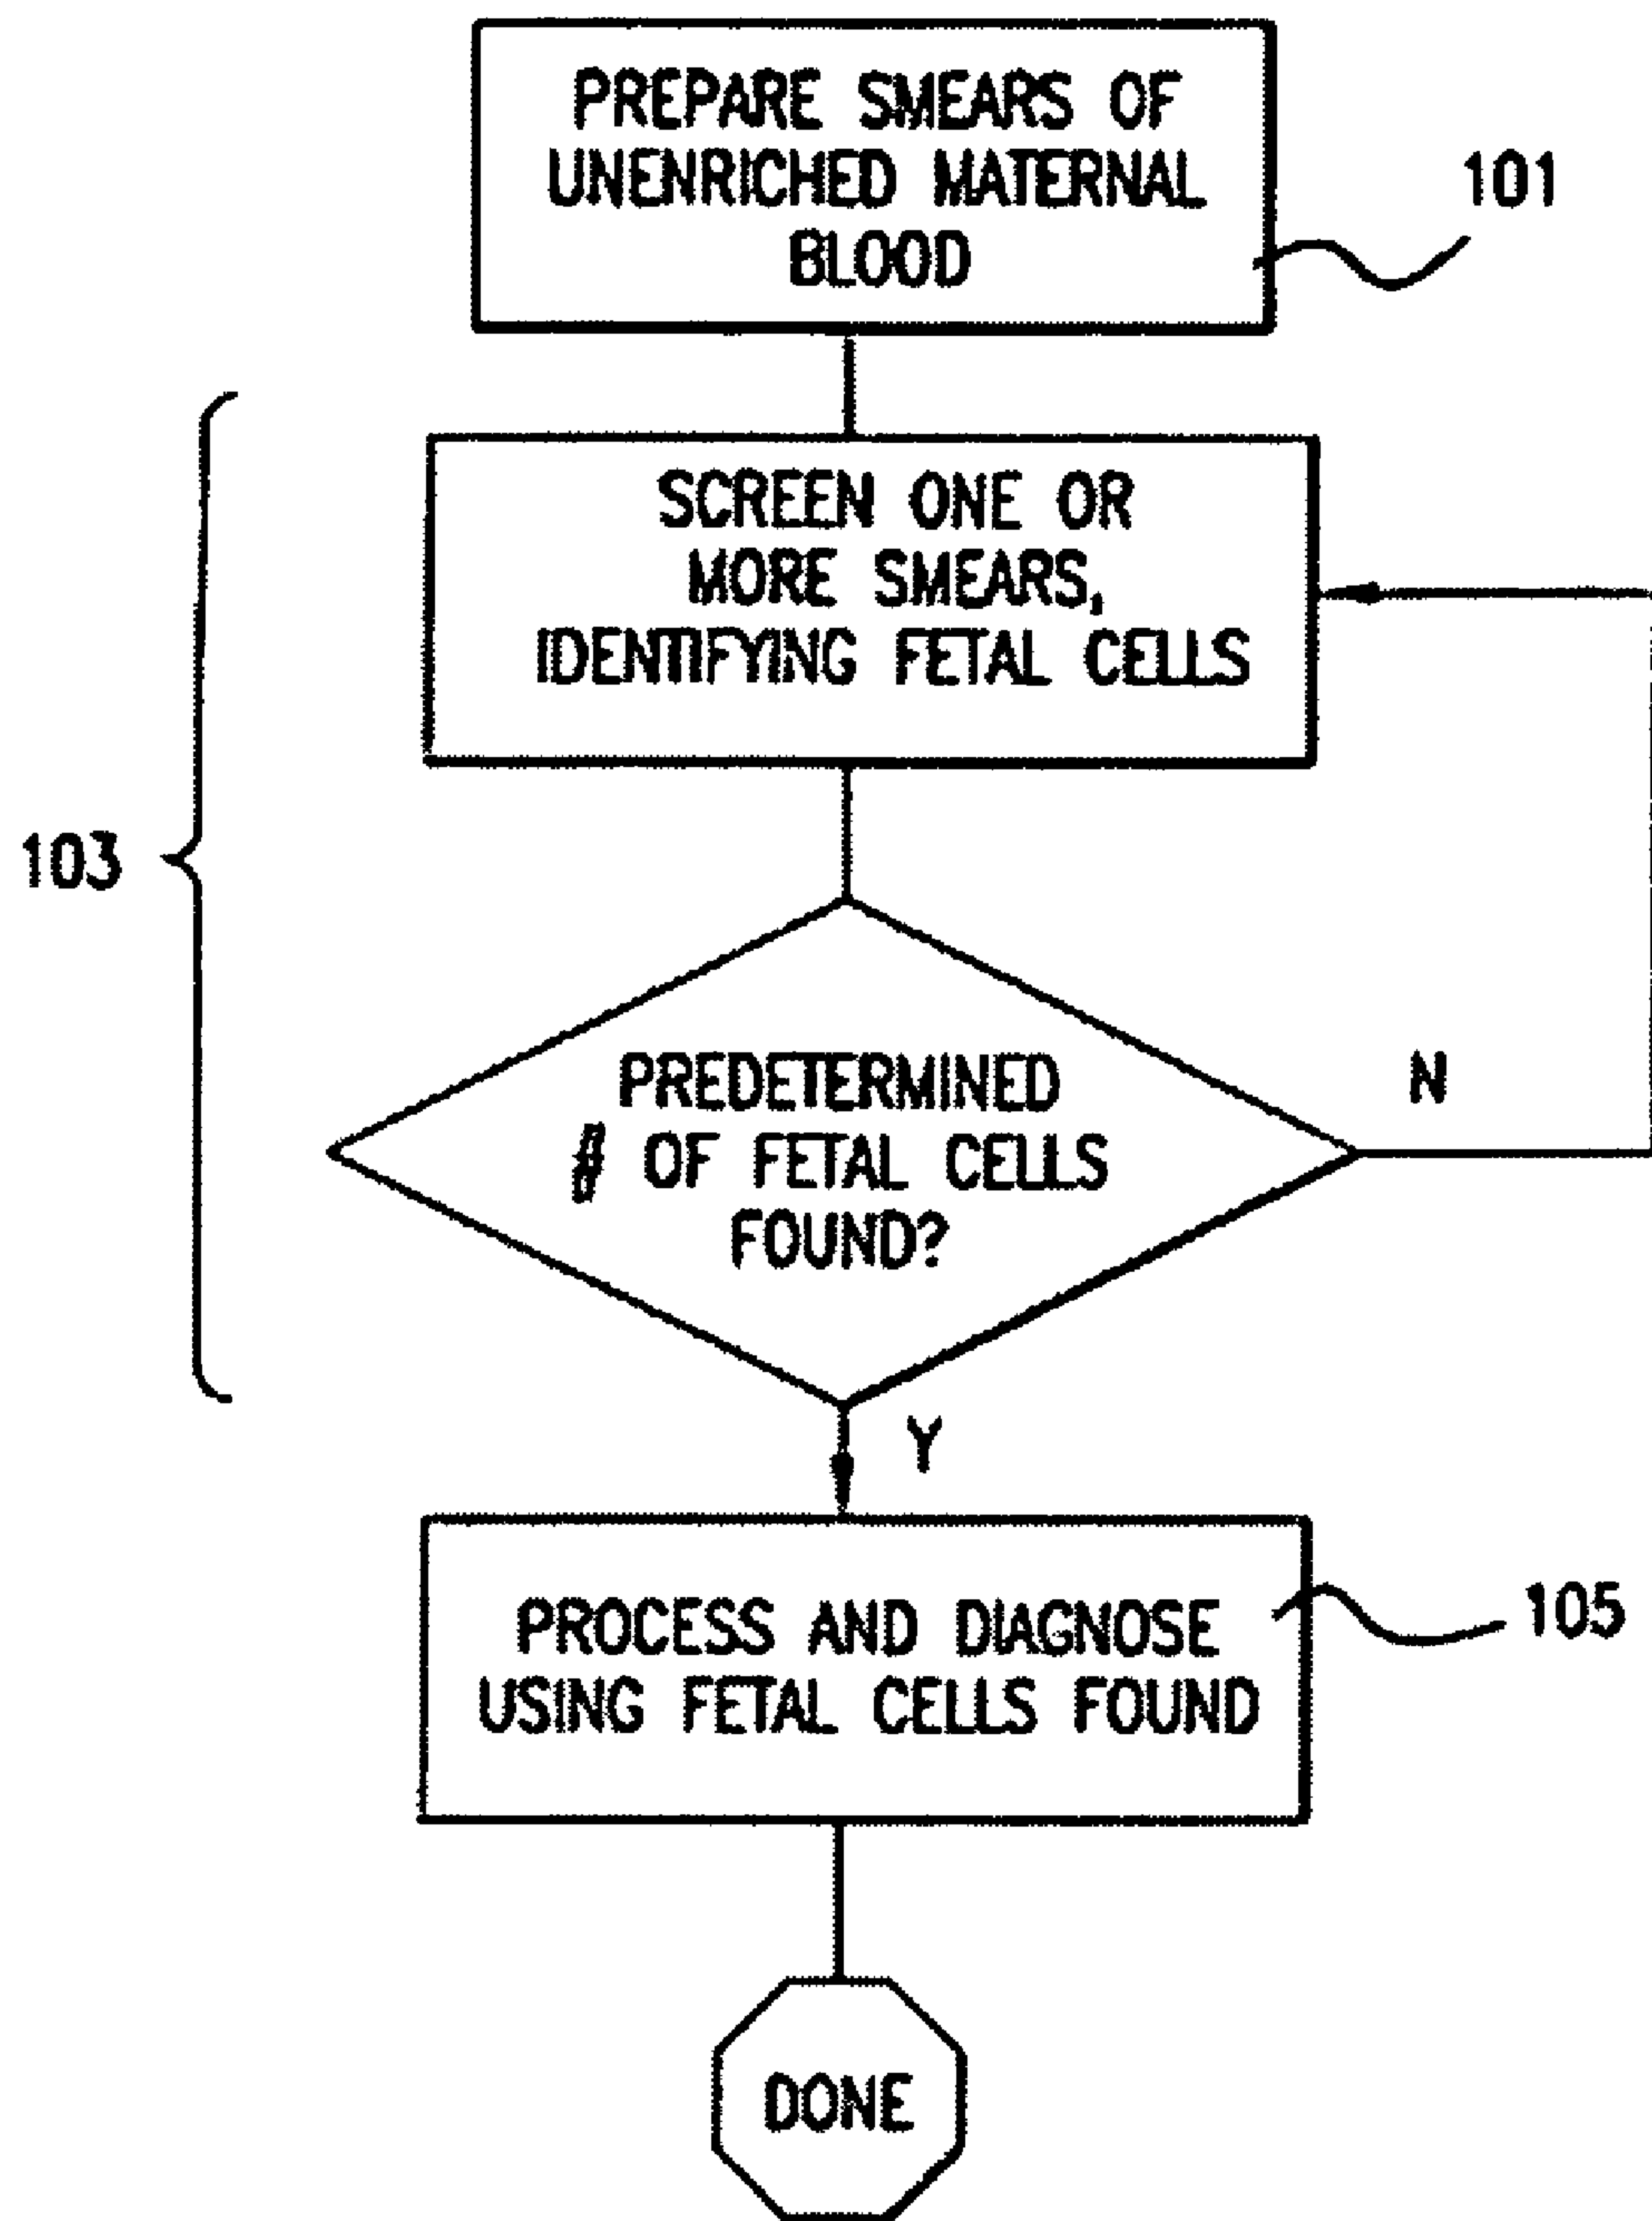 PREPARE SMEARS OF
UNENRICHED MATERNAL
BLOOD
101
SCREEN ONE OR
MORE SMEARS,
IDENTIFYING FETAL CELLS
103
PREDETERMINED
# OF FETAL CELLS
FOUND?
N
Y
PROCESS AND DIAGNOSE
USING FETAL CELLS FOUND
105
DONE